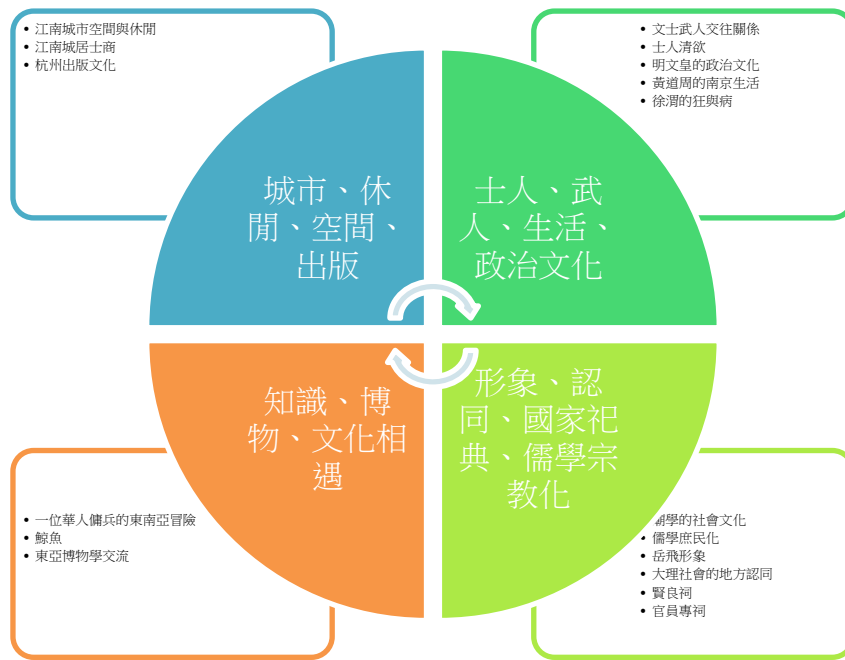 江南城市空間與休閒
江南城居士商
杭州出版文化
文士武人交往關係
士人清欲
明文皇的政治文化
黃道周的南京生活
徐渭的狂與病
城市、休
閒、空間、
出版
士人、武
人、生活、
政治文化
知識、博
物、文化相
遇
形象、認
同、國家祀
典、儒學宗
教化
一位華人傭兵的東南亞冒險
鯨魚
東亞博物學交流
學的社會文化
儒學庶民化
岳飛形象
大理社會的地方認同
賢良祠
官員專祠